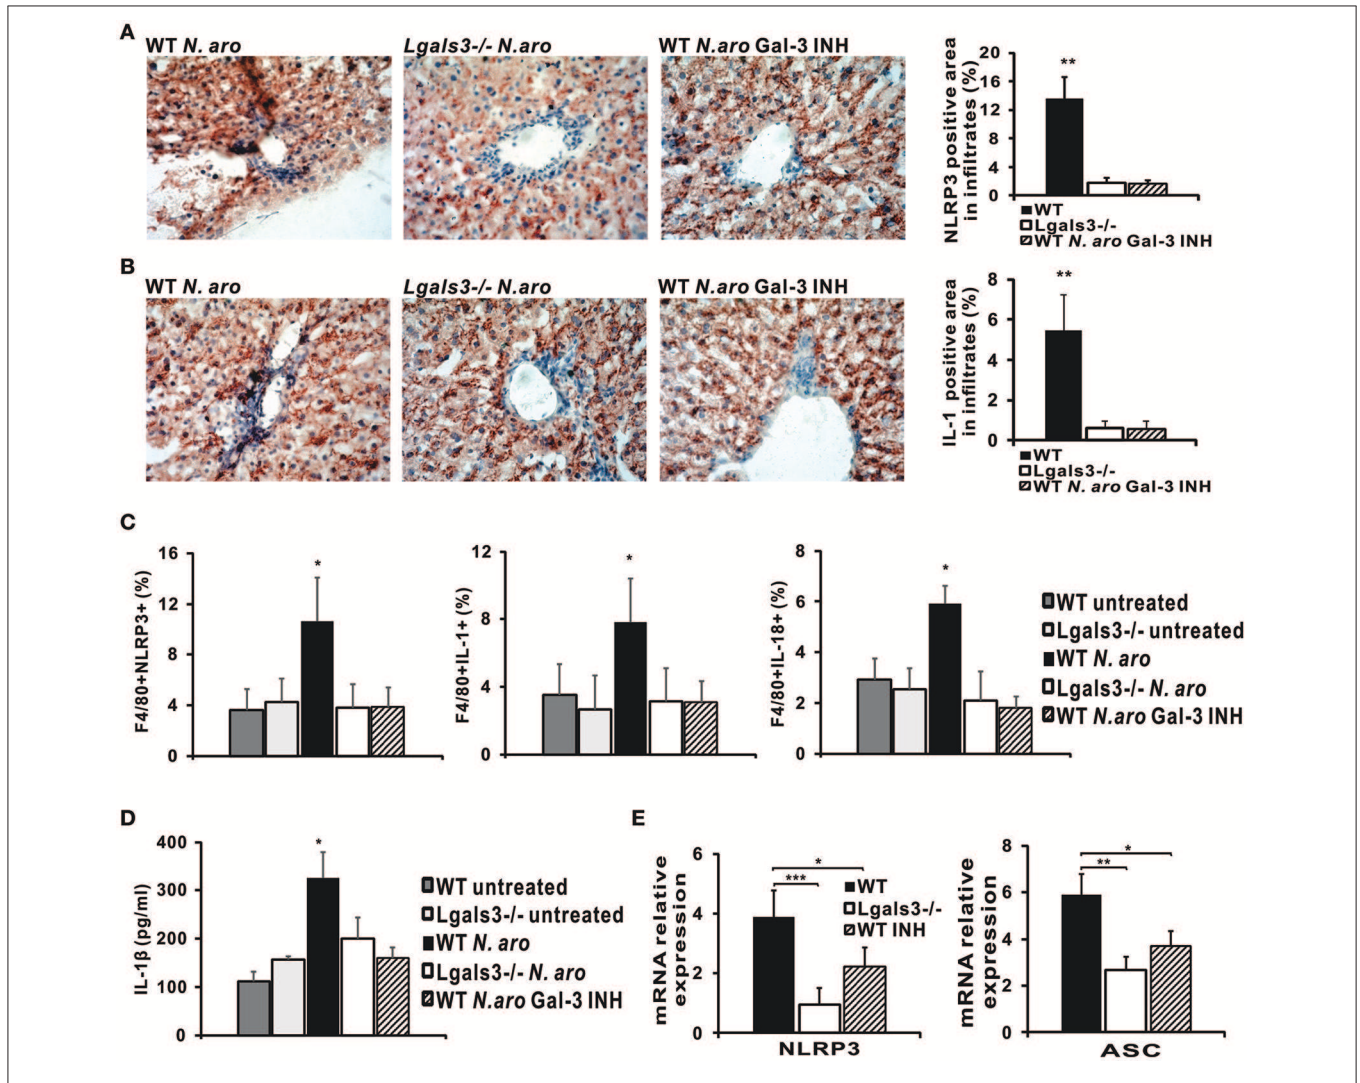 A
WT N. aro
Lgals3-/- N.aro
WT N.aro Gal-3 INH
NLRP3 positive area
in infiltrates (%)
20
16
12
8
4
0
**
WT
Lgals3-/-
WT N. aro Gal-3 INH
B
WT N. aro
Lgals3-/- N.aro
WT N.aro Gal-3 INH
IL-1 positive area
in infiltrates (%)
8
6
4
2
0
**
WT
Lgals3-/-
WT N. aro Gal-3 INH
C
F4/80+NLRP3+ (%)
16
12
8
4
0
*
F4/80+IL-1+ (%)
12
8
4
0
*
F4/80+IL-18+ (%)
8
6
4
2
0
*
WT untreated
Lgals3-/- untreated
WT N. aro
Lgals3-/- N. aro
WT N.aro Gal-3 INH
D
IL-1β (pg/ml)
400
300
200
100
0
*
WT untreated
Lgals3-/- untreated
WT N. aro
Lgals3-/- N. aro
WT N.aro Gal-3 INH
E
mRNA relative
expression
6
4
2
0
*
***
WT
Lgals3-/-
WT INH
NLRP3
mRNA relative
expression
8
6
4
2
0
*
**
ASC